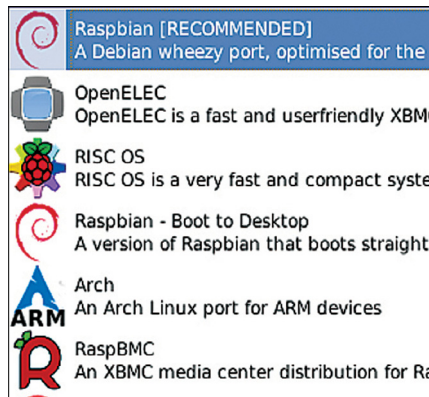 Raspbian [RECOMMENDED]
A Debian wheezy port, optimised for the
OpenELEC
OpenELEC is a fast and userfriendly XBM
RISC OS
RISC OS is a very fast and compact syste
Raspbian - Boot to Desktop
A version of Raspbian that boots straight
Arch
An Arch Linux port for ARM devices
ARM
RaspBMC
An XBMC media center distribution for Ra